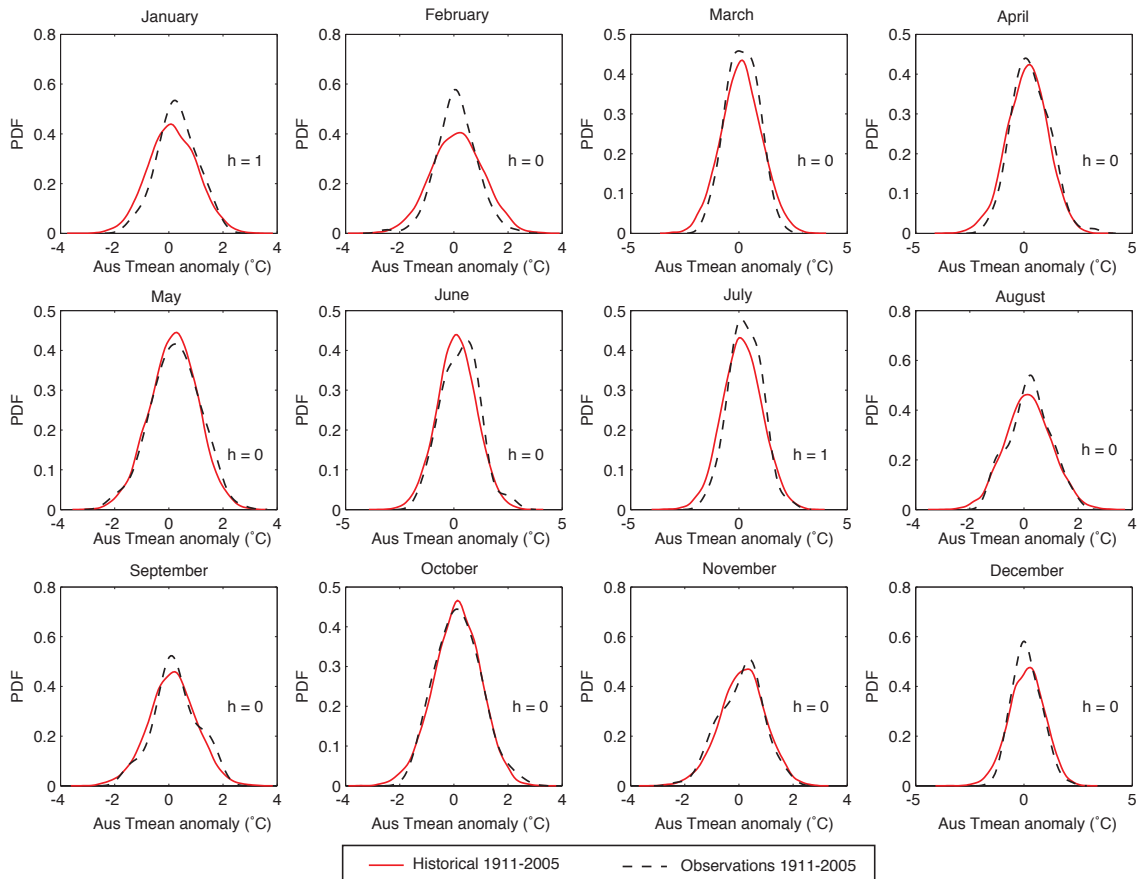 January
0.8
0.6
0.4
0.2
0
-4
-2
0
2
4
PDF
Aus Tmean anomaly (˚C)
h = 1
February
0.8
0.6
0.4
0.2
0
-4
-2
0
2
4
PDF
Aus Tmean anomaly (˚C)
h = 0
March
0.5
0.4
0.3
0.2
0.1
0
-5
0
5
PDF
Aus Tmean anomaly (˚C)
h = 0
April
0.5
0.4
0.3
0.2
0.1
0
-5
0
5
PDF
Aus Tmean anomaly (˚C)
h = 0
May
0.5
0.4
0.3
0.2
0.1
0
-4
-2
0
2
4
PDF
Aus Tmean anomaly (˚C)
h = 0
June
0.5
0.4
0.3
0.2
0.1
0
-5
0
5
PDF
Aus Tmean anomaly (˚C)
h = 0
July
0.5
0.4
0.3
0.2
0.1
0
-5
0
5
PDF
Aus Tmean anomaly (˚C)
h = 1
August
0.8
0.6
0.4
0.2
0
-4
-2
0
2
4
PDF
Aus Tmean anomaly (˚C)
h = 0
September
0.8
0.6
0.4
0.2
0
-4
-2
0
2
4
PDF
Aus Tmean anomaly (˚C)
h = 0
October
0.5
0.4
0.3
0.2
0.1
0
-4
-2
0
2
4
PDF
Aus Tmean anomaly (˚C)
h = 0
November
0.8
0.6
0.4
0.2
0
-4
-2
0
2
4
PDF
Aus Tmean anomaly (˚C)
h = 0
December
0.8
0.6
0.4
0.2
0
-5
0
5
PDF
Aus Tmean anomaly (˚C)
h = 0
Historical 1911-2005
Observations 1911-2005